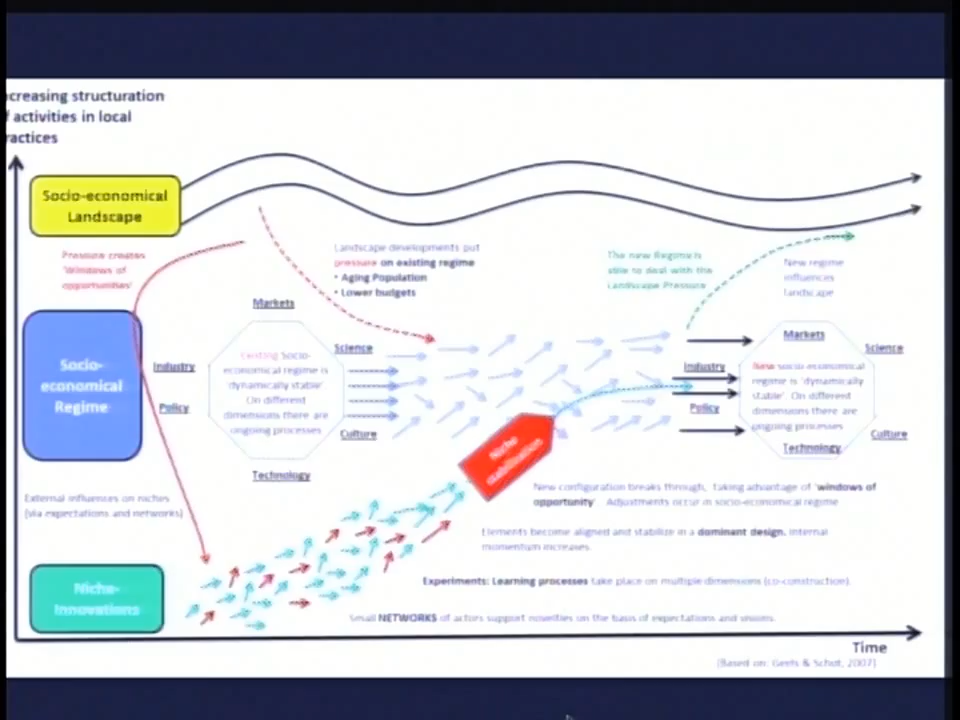 ncreasing structuration
f activities in local
ractices
Socio-economical
Landscape
Pressure creates
'Windows of
opportunities'
Landscape developments put
pressure on existing regime
• Aging Population
• Lower budgets
The new Regime is
able to deal with the
Landscape Pressure
New regime
influences
landscape
Markets
Science
Industry
Policy
Culture
Technology
Existing Socio-
economical regime is
'dynamically stable'.
On different
dimensions there are
ongoing processes
Socio-
economical
Regime
Markets
Science
Industry
Policy
Culture
Technology
New socio-economical
regime is 'dynamically
stable'. On different
dimensions there are
ongoing processes
Niche
stabilization
External influences on niches
(via expectations and networks)
New configuration breaks through, Taking advantage of 'windows of
opportunity'. Adjustments occur in socio-economical regime
Elements become aligned and stabilize in a dominant design. Internal
momentum increases.
Experiments: Learning processes take place on multiple dimensions (co-construction).
Niche-
Innovations
Small NETWORKS of actors support novelties on the basis of expectations and visions.
Time
(Based on: Geels & Schot, 2007)